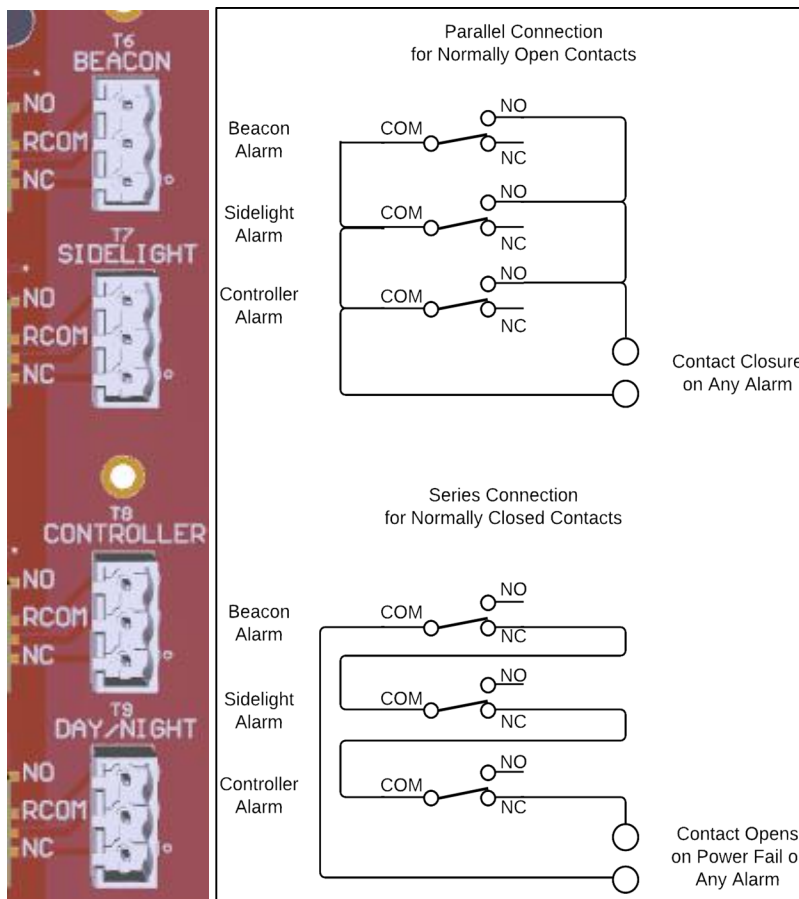 T6
BEACON
NO
RCOM
NC
T7
SIDELIGHT
NO
RCOM
NC
T8
CONTROLLER
NO
RCOM
NC
T9
DAY/NIGHT
NO
RCOM
NC
Parallel Connection
for Normally Open Contacts
Beacon
Alarm
COM
NO
NC
Sidelight
Alarm
COM
NO
NC
Controller
Alarm
COM
NO
NC
Contact Closure
on Any Alarm
Series Connection
for Normally Closed Contacts
Beacon
Alarm
COM
NO
NC
Sidelight
Alarm
COM
NO
NC
Controller
Alarm
COM
NO
NC
Contact Opens
on Power Fail o
Any Alarm